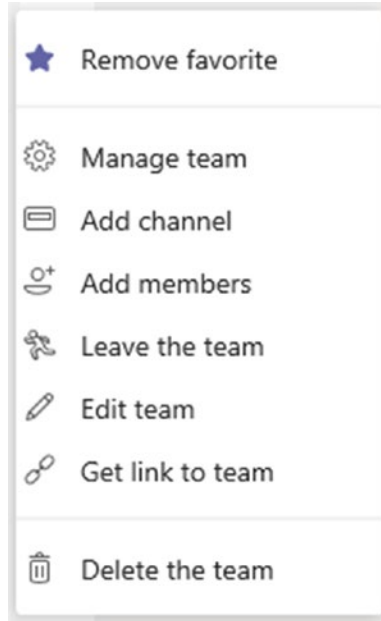 Remove favorite
Manage team
Add channel
Add members
Leave the team
Edit team
Get link to team
Delete the team